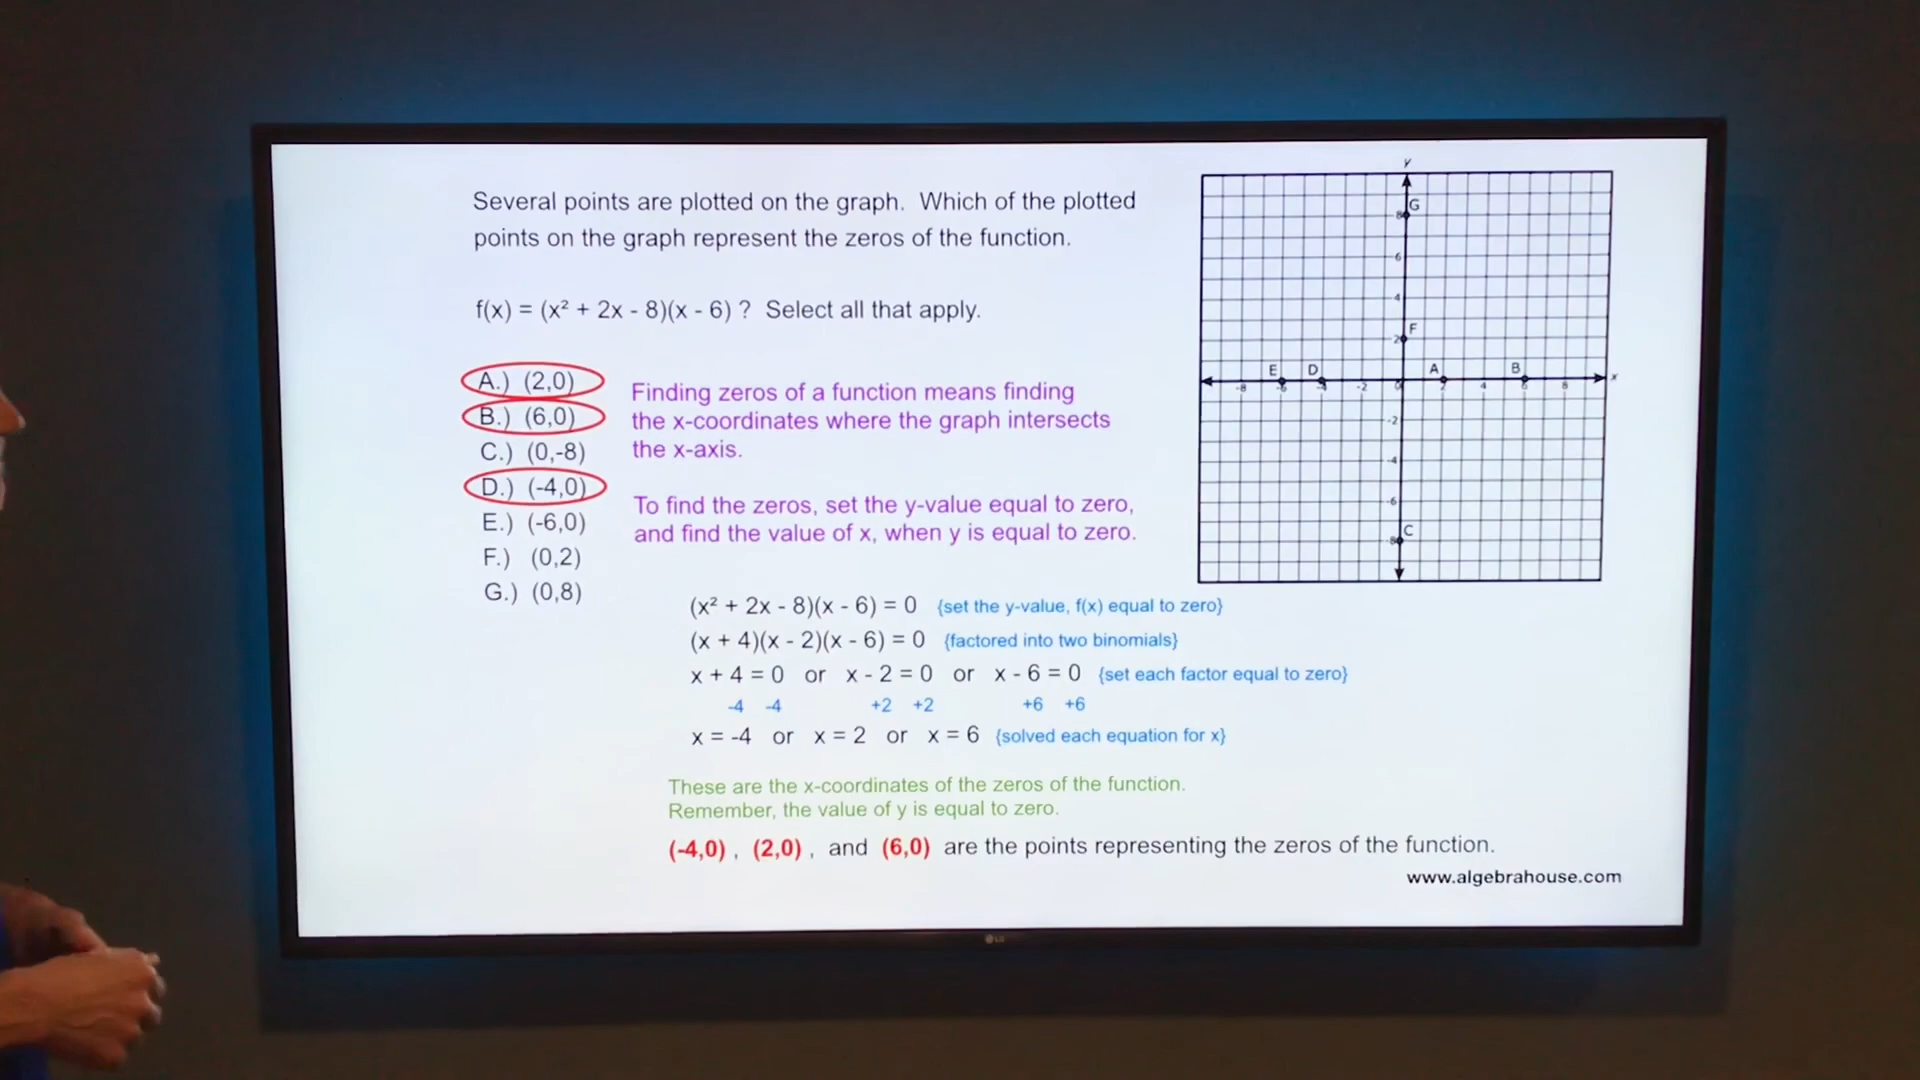 Several points are plotted on the graph. Which of the plotted
points on the graph represent the zeros of the function.
f(x) = (x² + 2x - 8)(x - 6) ? Select all that apply.
A.) (2,0)
B.) (6,0)
C.) (0,-8)
D.) (-4,0)
E.) (-6,0)
F.) (0,2)
G.) (0,8)
Finding zeros of a function means finding
the x-coordinates where the graph intersects
the x-axis.
To find the zeros, set the y-value equal to zero,
and find the value of x, when y is equal to zero.
y
G
8
6
4
F
2
E D A B
-8 -2 0 4 8 x
-2
-4
-6
C
(x² + 2x - 8)(x - 6) = 0 {set the y-value, f(x) equal to zero}
(x + 4)(x - 2)(x - 6) = 0 {factored into two binomials}
x + 4 = 0 or x - 2 = 0 or x - 6 = 0 {set each factor equal to zero}
-4 -4 +2 +2 +6 +6
x = -4 or x = 2 or x = 6 {solved each equation for x}
These are the x-coordinates of the zeros of the function.
Remember, the value of y is equal to zero.
(-4,0) , (2,0) , and (6,0) are the points representing the zeros of the function.
www.algebrahouse.com
LG